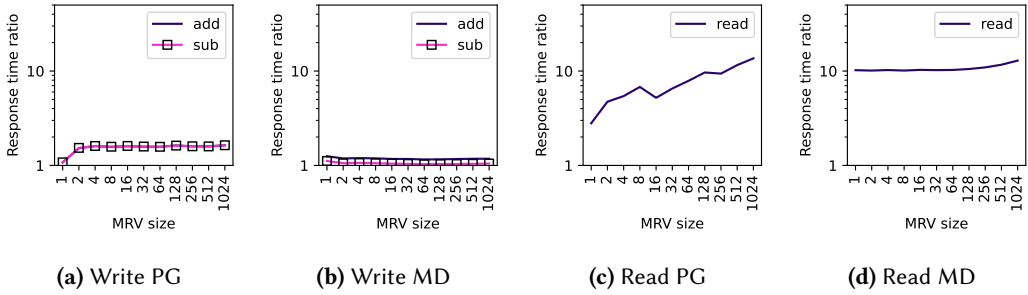 Response time ratio
10
1
add
sub
1
2
4
8
16
32
64
128
256
512
1024
MRV size
(a) Write PG
Response time ratio
10
1
add
sub
1
2
4
8
16
32
64
128
256
512
1024
MRV size
(b) Write MD
Response time ratio
10
1
read
1
2
4
8
16
32
64
128
256
512
1024
MRV size
(c) Read PG
Response time ratio
10
1
read
1
2
4
8
16
32
64
128
256
512
1024
MRV size
(d) Read MD